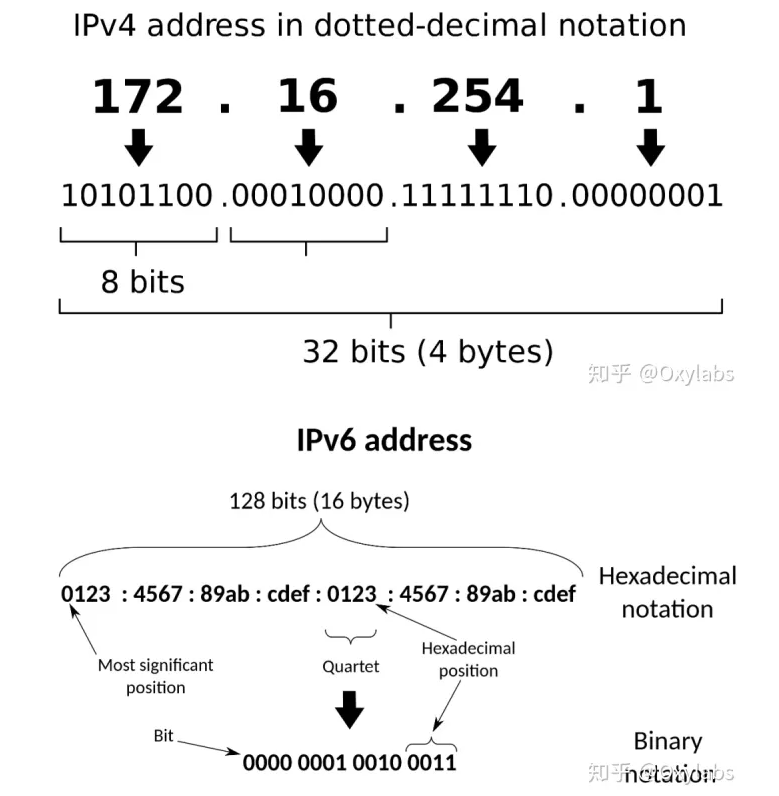 IPv4 address in dotted-decimal notation
172 . 16 . 254 . 1
10101100 .00010000 .11111110 .00000001
8 bits
32 bits (4 bytes)
知乎 @Oxylabs
IPv6 address
128 bits (16 bytes)
0123 : 4567 : 89ab : cdef : 0123 : 4567 : 89ab : cdef
Hexadecimal
notation
Most significant
position
Quartet
Hexadecimal
position
Bit
0000 0001 0010 0011
Binary
notation
知乎 @Oxylabs